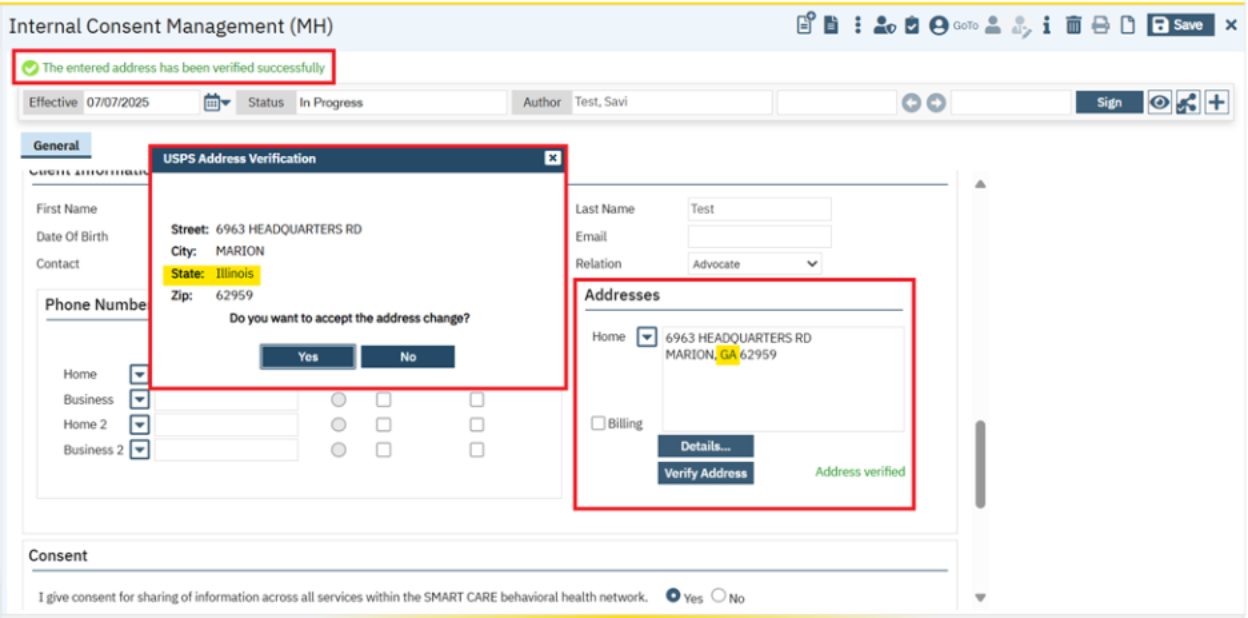 Internal Consent Management (MH)
GOTO
Save
The entered address has been verified successfully
Effective 07/07/2025 Status In Progress Author Test, Savi Sign
General
USPS Address Verification
First Name
Date Of Birth
Contact
Street: 6963 HEADQUARTERS RD
City: MARION
State: Illinois
Zip: 62959
Do you want to accept the address change?
Yes No
Last Name Test
Email
Relation Advocate
Phone Number
Home
Business
Home 2
Business 2
Addresses
Home 6963 HEADQUARTERS RD
MARION, GA 62959
Billing
Details...
Verify Address Address verified
Consent
I give consent for sharing of information across all services within the SMART CARE behavioral health network. Yes No